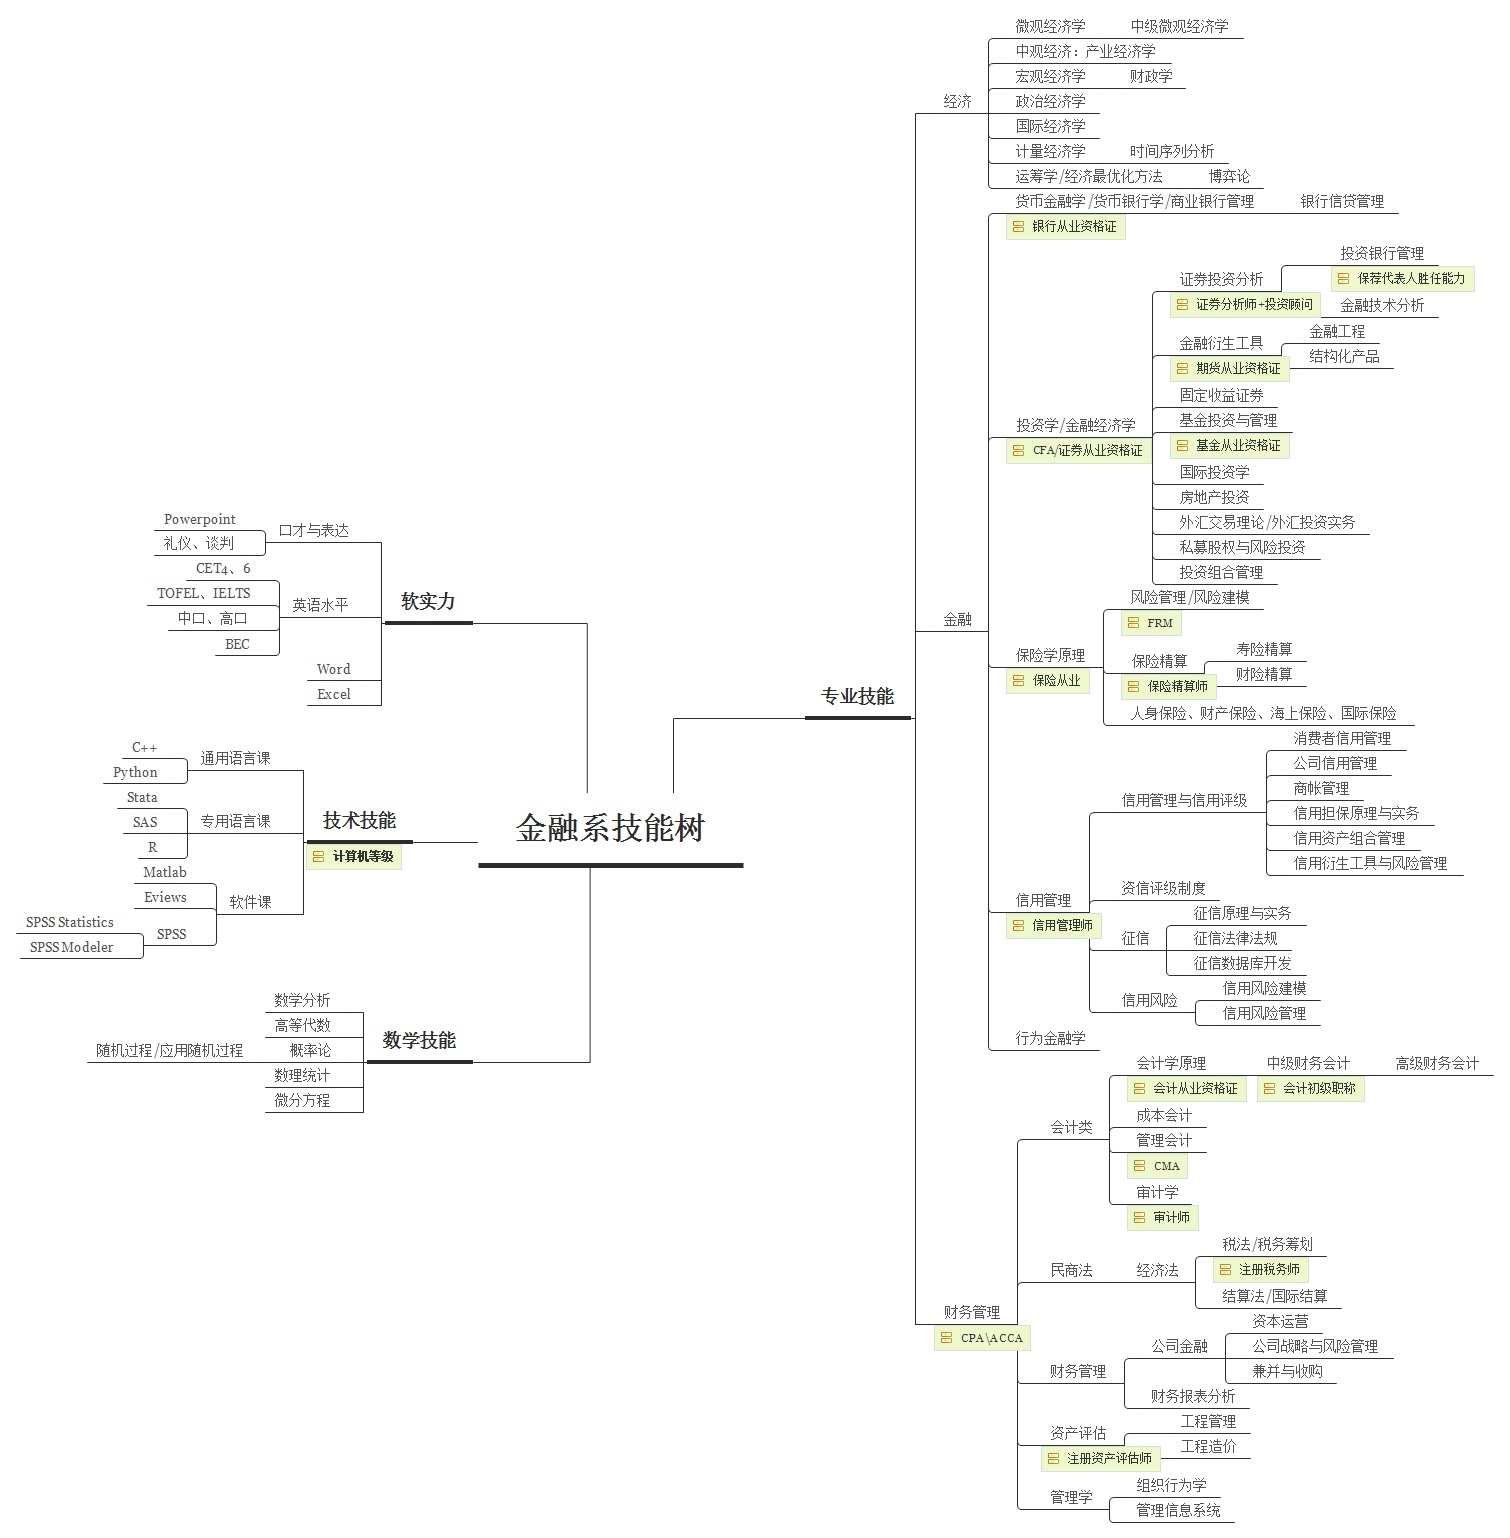 金融系技能树
专业技能
经济
微观经济学
中级微观经济学
中观经济：产业经济学
宏观经济学
财政学
政治经济学
国际经济学
计量经济学
时间序列分析
运筹学/经济最优化方法
博弈论
金融
货币金融学/货币银行学/商业银行管理
银行信贷管理
银行从业资格证
投资学/金融经济学
CFA/证券从业资格证
证券投资分析
证券分析师+投资顾问
投资银行管理
保荐代表人胜任能力
金融技术分析
金融衍生工具
期货从业资格证
金融工程
结构化产品
固定收益证券
基金投资与管理
基金从业资格证
国际投资学
房地产投资
外汇交易理论/外汇投资实务
私募股权与风险投资
投资组合管理
保险学原理
保险从业
风险管理/风险建模
FRM
保险精算
保险精算师
寿险精算
财险精算
人身保险、财产保险、海上保险、国际保险
信用管理
信用管理师
信用管理与信用评级
消费者信用管理
公司信用管理
商帐管理
信用担保原理与实务
信用资产组合管理
信用衍生工具与风险管理
资信评级制度
征信
征信原理与实务
征信法律法规
征信数据库开发
信用风险
信用风险建模
信用风险管理
行为金融学
财务管理
CPA\ACCA
会计类
会计学原理
会计从业资格证
中级财务会计
会计初级职称
高级财务会计
成本会计
管理会计
CMA
审计学
审计师
民商法
经济法
税法/税务筹划
注册税务师
结算法/国际结算
财务管理
公司金融
资本运营
公司战略与风险管理
兼并与收购
财务报表分析
资产评估
注册资产评估师
工程管理
工程造价
管理学
组织行为学
管理信息系统
软实力
口才与表达
Powerpoint
礼仪、谈判
英语水平
CET4、6
TOFEL、IELTS
中口、高口
BEC
Word
Excel
技术技能
计算机等级
通用语言课
C++
Python
专用语言课
Stata
SAS
R
软件课
Matlab
Eviews
SPSS
SPSS Statistics
SPSS Modeler
数学技能
数学分析
高等代数
概率论
随机过程/应用随机过程
数理统计
微分方程